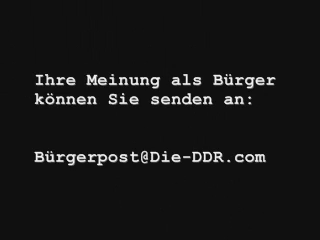 Ihre Meinung als Bürger
können Sie senden an:
Bürgerpost@Die-DDR.com